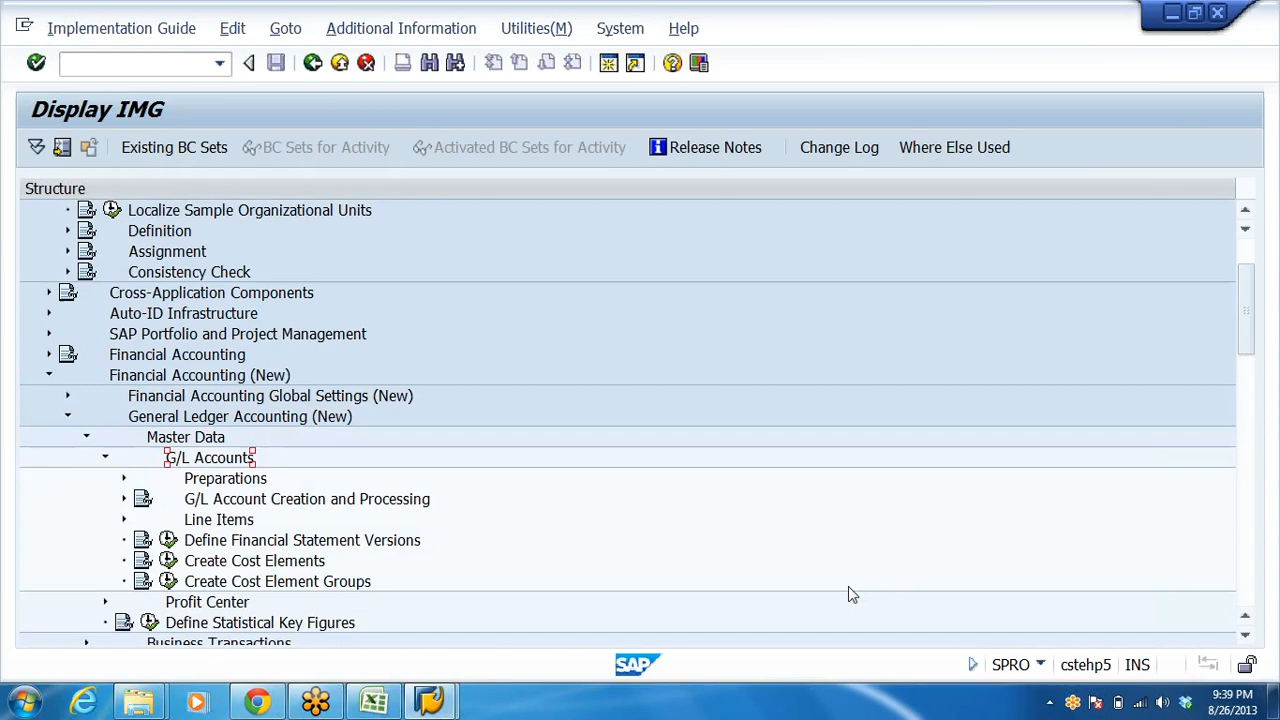 Implementation Guide Edit Goto Additional Information Utilities(M) System Help
Display IMG
Existing BC Sets BC Sets for Activity Activated BC Sets for Activity Release Notes Change Log Where Else Used
Structure
Localize Sample Organizational Units
Definition
Assignment
Consistency Check
Cross-Application Components
Auto-ID Infrastructure
SAP Portfolio and Project Management
Financial Accounting
Financial Accounting (New)
Financial Accounting Global Settings (New)
General Ledger Accounting (New)
Master Data
G/L Accounts
Preparations
G/L Account Creation and Processing
Line Items
Define Financial Statement Versions
Create Cost Elements
Create Cost Element Groups
Profit Center
Define Statistical Key Figures
Business Transactions
SAP SPRO cstehp5 INS
9:39 PM
8/26/2013